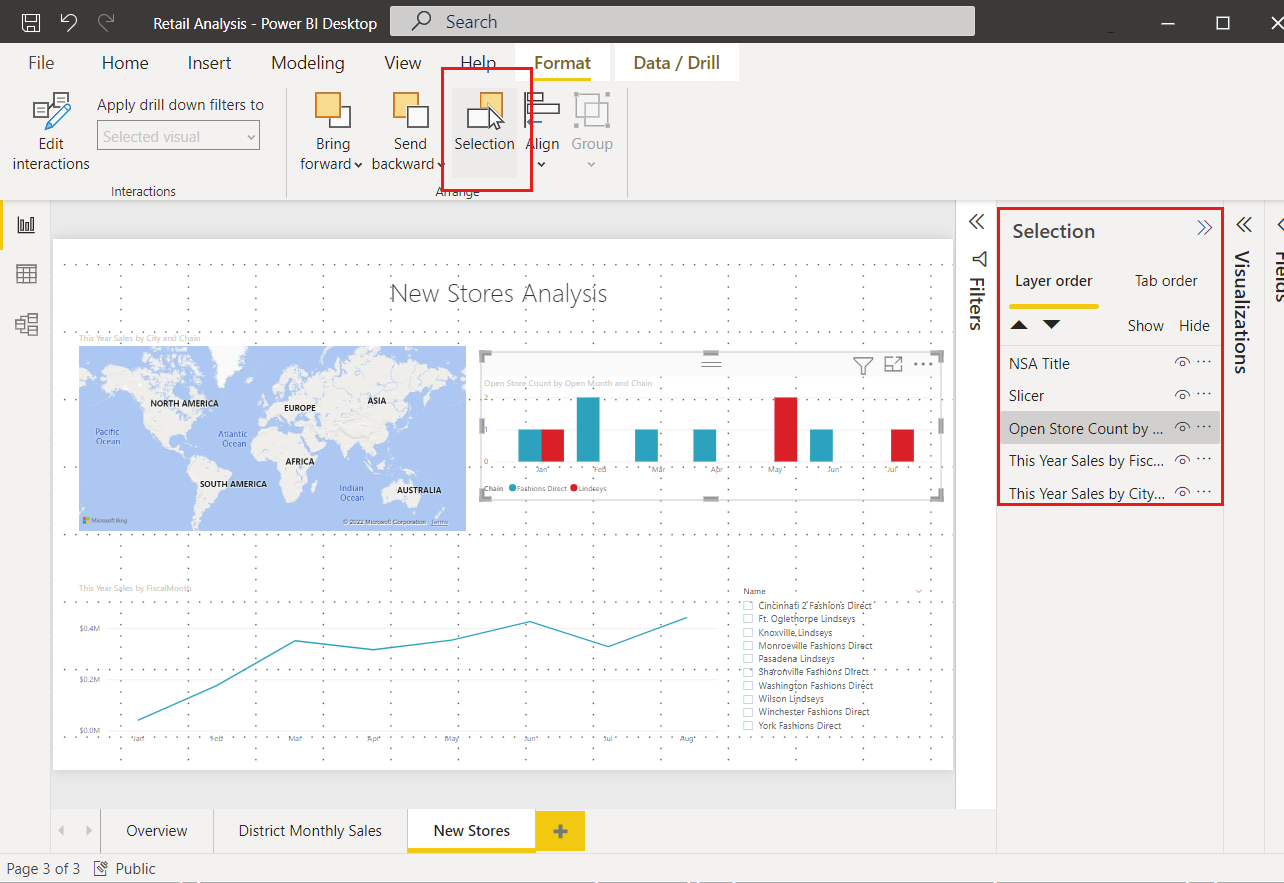 Retail Analysis - Power BI Desktop
Search
File
Home
Insert
Modeling
View
Help
Format
Data / Drill
Edit
interactions
Apply drill down filters to
Selected visual
Interactions
Bring
forward
Send
backward
Selection
Align
Group
Arrange
New Stores Analysis
This Year Sales by City and Chain
NORTH AMERICA
EUROPE
ASIA
Pacific
Ocean
Atlantic
Ocean
AFRICA
SOUTH AMERICA
Indian
Ocean
AUSTRALIA
Microsoft Bing
© 2022 Microsoft Corporation
Terms
Open Store Count by Open Month and Chain
2
1
0
Jan
Feb
Mar
Apr
May
Jun
Jul
Chain
Fashions Direct
Lindseys
This Year Sales by FiscalMonth
$0.4M
$0.2M
$0.0M
Jan
Feb
Mar
Apr
May
Jun
Jul
Aug
Name
Cincinnati 2 Fashions Direct
Ft. Oglethorpe Lindseys
Knoxville Lindseys
Monroeville Fashions Direct
Pasadena Lindseys
Sharonville Fashions Direct
Washington Fashions Direct
Wilson Lindseys
Winchester Fashions Direct
York Fashions Direct
Filters
Selection
Layer order
Tab order
Show
Hide
NSA Title
Slicer
Open Store Count by ...
This Year Sales by Fisc...
This Year Sales by City...
Visualizations
Fields
Overview
District Monthly Sales
New Stores
Page 3 of 3
Public